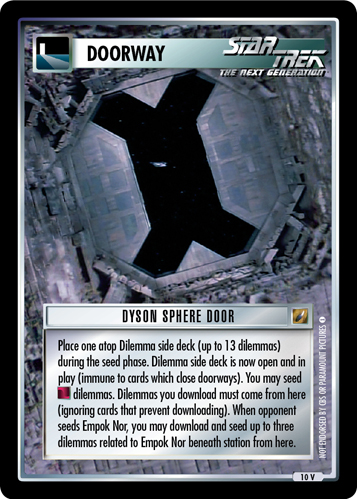 DOORWAY
STAR TREK
THE NEXT GENERATION
DYSON SPHERE DOOR
Place one atop Dilemma side deck (up to 13 dilemmas)
during the seed phase. Dilemma side deck is now open and in
play (immune to cards which close doorways). You may seed
dilemmas. Dilemmas you download must come from here
(ignoring cards that prevent downloading). When opponent
seeds Empok Nor, you may download and seed up to three
dilemmas related to Empok Nor beneath station from here.
NOT ENDORSED BY CBS OR PARAMOUNT PICTURES
10 V